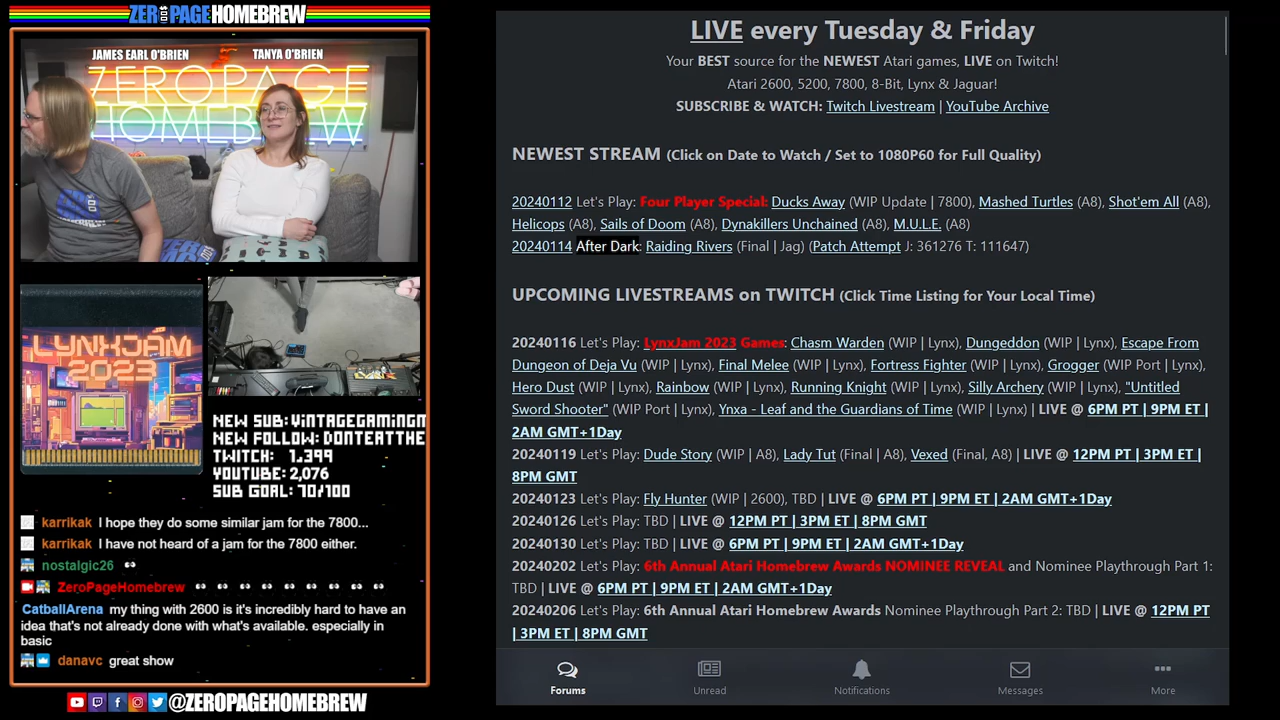 ZEROPAGE HOMEBREW
JAMES EARL O'BRIEN
TANYA O'BRIEN
ZEROPAGE
HOMEBREW
LYNXJAM
2023
NEW SUB: VINTAGEGAMINGM
NEW FOLLOW: DONTEATTHE
TWITCH: 1,399
YOUTUBE: 2,076
SUB GOAL: 70/100
karrikak I hope they do some similar jam for the 7800...
karrikak I have not heard of a jam for the 7800 either.
nostalgic26
ZeroPageHomebrew
CatballArena my thing with 2600 is it's incredibly hard to have an
idea that's not already done with what's available. especially in
basic
danavc great show
@ZEROPAGEHOMEBREW
LIVE every Tuesday & Friday
Your BEST source for the NEWEST Atari games, LIVE on Twitch!
Atari 2600, 5200, 7800, 8-Bit, Lynx & Jaguar!
SUBSCRIBE & WATCH: Twitch Livestream | YouTube Archive
NEWEST STREAM (Click on Date to Watch / Set to 1080P60 for Full Quality)
20240112 Let's Play: Four Player Special: Ducks Away (WIP Update | 7800), Mashed Turtles (A8), Shot'em All (A8),
Helicops (A8), Sails of Doom (A8), Dynakillers Unchained (A8), M.U.L.E. (A8)
20240114 After Dark: Raiding Rivers (Final | Jag) (Patch Attempt J: 361276 T: 111647)
UPCOMING LIVESTREAMS on TWITCH (Click Time Listing for Your Local Time)
20240116 Let's Play: LynxJam 2023 Games: Chasm Warden (WIP | Lynx), Dungeddon (WIP | Lynx), Escape From
Dungeon of Deja Vu (WIP | Lynx), Final Melee (WIP | Lynx), Fortress Fighter (WIP | Lynx), Grogger (WIP Port | Lynx),
Hero Dust (WIP | Lynx), Rainbow (WIP | Lynx), Running Knight (WIP | Lynx), Silly Archery (WIP | Lynx), "Untitled
Sword Shooter" (WIP Port | Lynx), Ynxa - Leaf and the Guardians of Time (WIP | Lynx) | LIVE @ 6PM PT | 9PM ET |
2AM GMT+1Day
20240119 Let's Play: Dude Story (WIP | A8), Lady Tut (Final | A8), Vexed (Final, A8) | LIVE @ 12PM PT | 3PM ET |
8PM GMT
20240123 Let's Play: Fly Hunter (WIP | 2600), TBD | LIVE @ 6PM PT | 9PM ET | 2AM GMT+1Day
20240126 Let's Play: TBD | LIVE @ 12PM PT | 3PM ET | 8PM GMT
20240130 Let's Play: TBD | LIVE @ 6PM PT | 9PM ET | 2AM GMT+1Day
20240202 Let's Play: 6th Annual Atari Homebrew Awards NOMINEE REVEAL and Nominee Playthrough Part 1:
TBD | LIVE @ 6PM PT | 9PM ET | 2AM GMT+1Day
20240206 Let's Play: 6th Annual Atari Homebrew Awards Nominee Playthrough Part 2: TBD | LIVE @ 12PM PT
| 3PM ET | 8PM GMT
Forums
Unread
Notifications
Messages
More